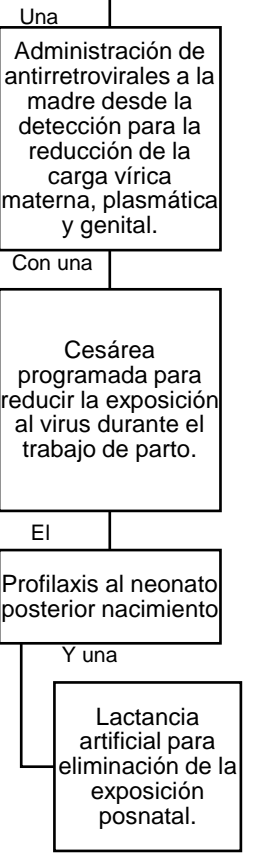 Una
Administración de
antirretrovirales a la
madre desde la
detección para la
reducción de la
carga vírica
materna, plasmática
y genital.
Con una
Cesárea
programada para
reducir la exposición
al virus durante el
trabajo de parto.
El
Profilaxis al neonato
posterior nacimiento
Y una
Lactancia
artificial para
eliminación de la
exposición
posnatal.